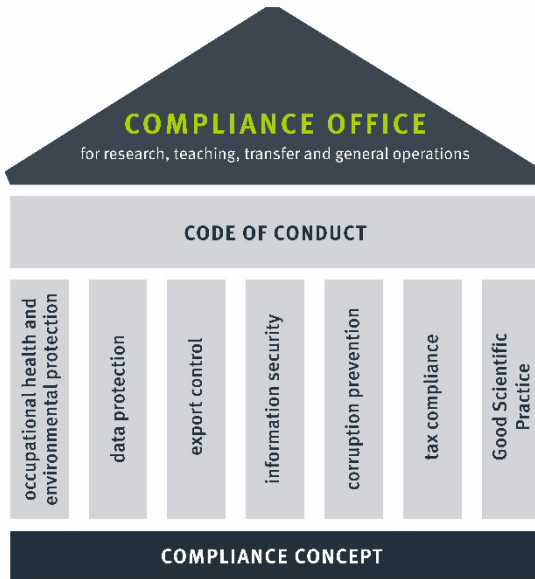 COMPLIANCE OFFICE
for research, teaching, transfer and general operations
CODE OF CONDUCT
occupational health and
environmental protection
data protection
export control
information security
corruption prevention
tax compliance
Good Scientific
Practice
COMPLIANCE CONCEPT